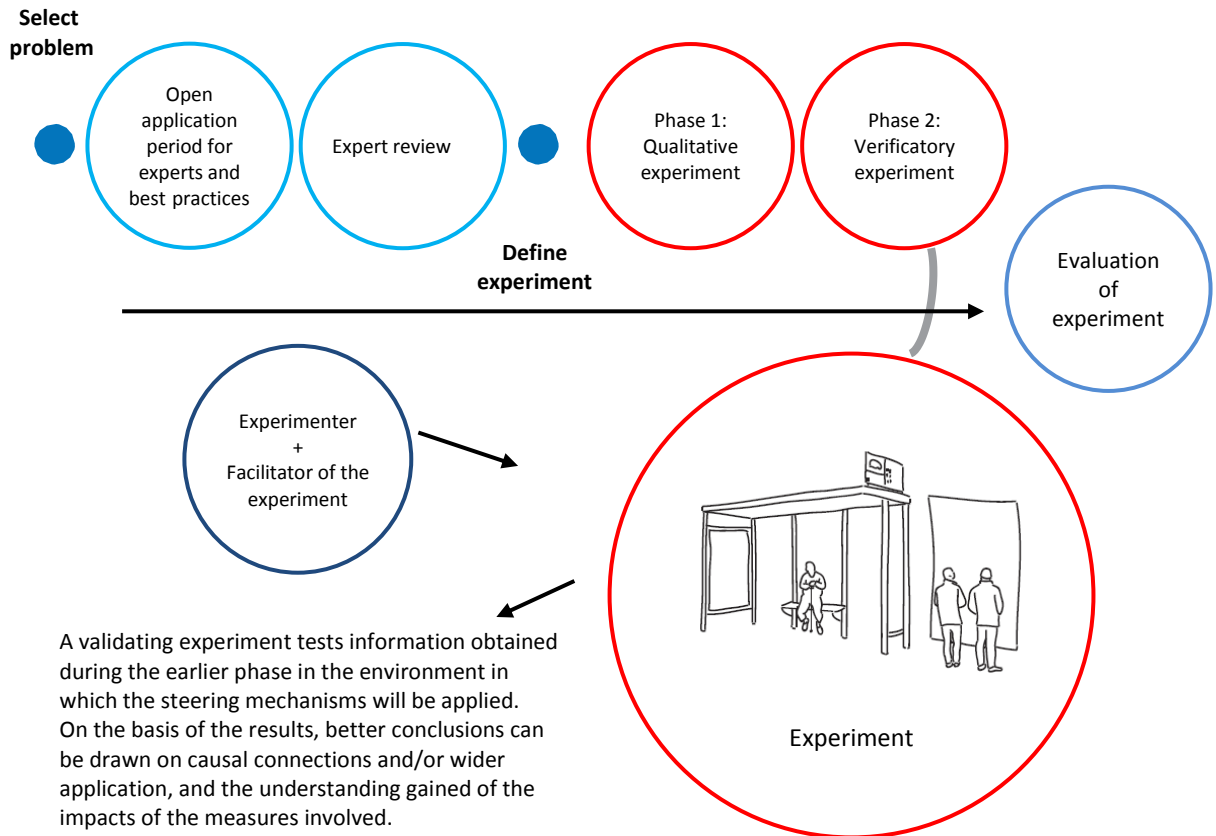 Select
problem
Open
application
period for
experts and
best practices
Expert review
Phase 1:
Qualitative
experiment
Phase 2:
Verificatory
experiment
Define
experiment
Evaluation
of
experiment
Experimenter
+
Facilitator of the
experiment
A validating experiment tests information obtained
during the earlier phase in the environment in
which the steering mechanisms will be applied.
On the basis of the results, better conclusions can
be drawn on causal connections and/or wider
application, and the understanding gained of the
impacts of the measures involved.
Experiment